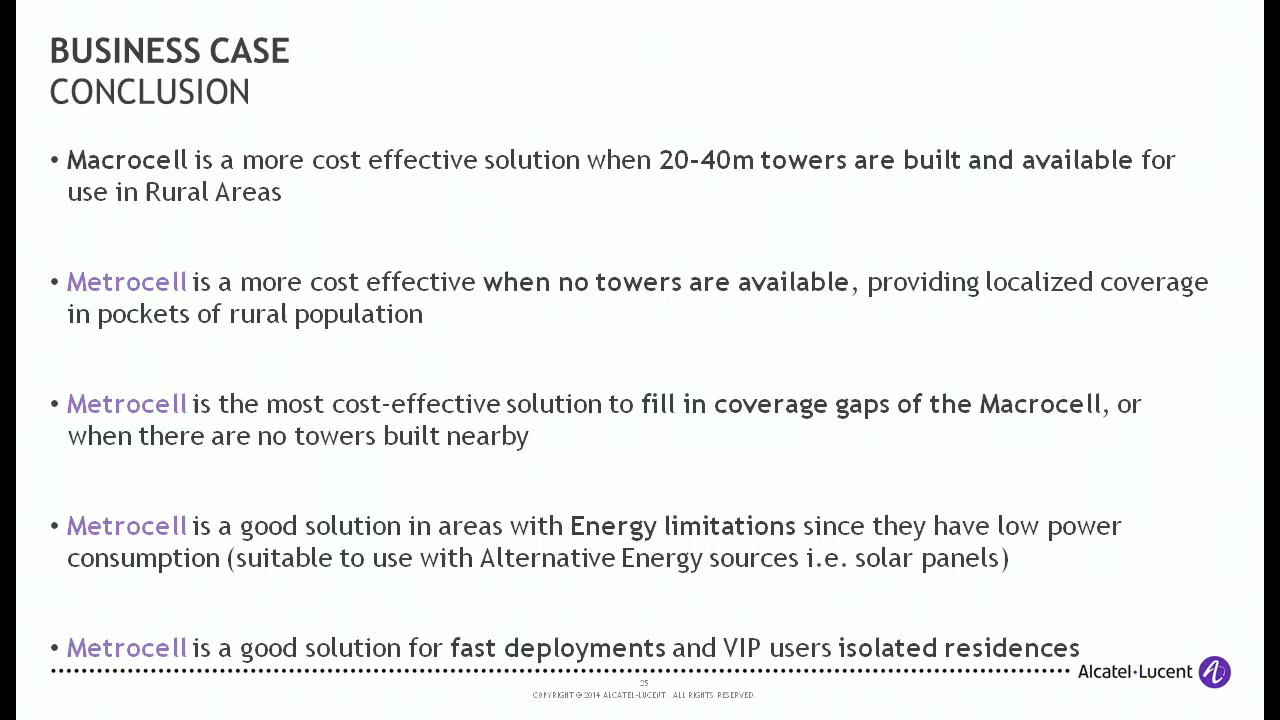 BUSINESS CASE
CONCLUSION
• Macrocell is a more cost effective solution when 20-40m towers are built and available for
use in Rural Areas
• Metrocell is a more cost effective when no towers are available, providing localized coverage
in pockets of rural population
• Metrocell is the most cost-effective solution to fill in coverage gaps of the Macrocell, or
when there are no towers built nearby
• Metrocell is a good solution in areas with Energy limitations since they have low power
consumption (suitable to use with Alternative Energy sources i.e. solar panels)
• Metrocell is a good solution for fast deployments and VIP users isolated residences
Alcatel·Lucent
25
COPYRIGHT © 2014 ALCATEL-LUCENT. ALL RIGHTS RESERVED.